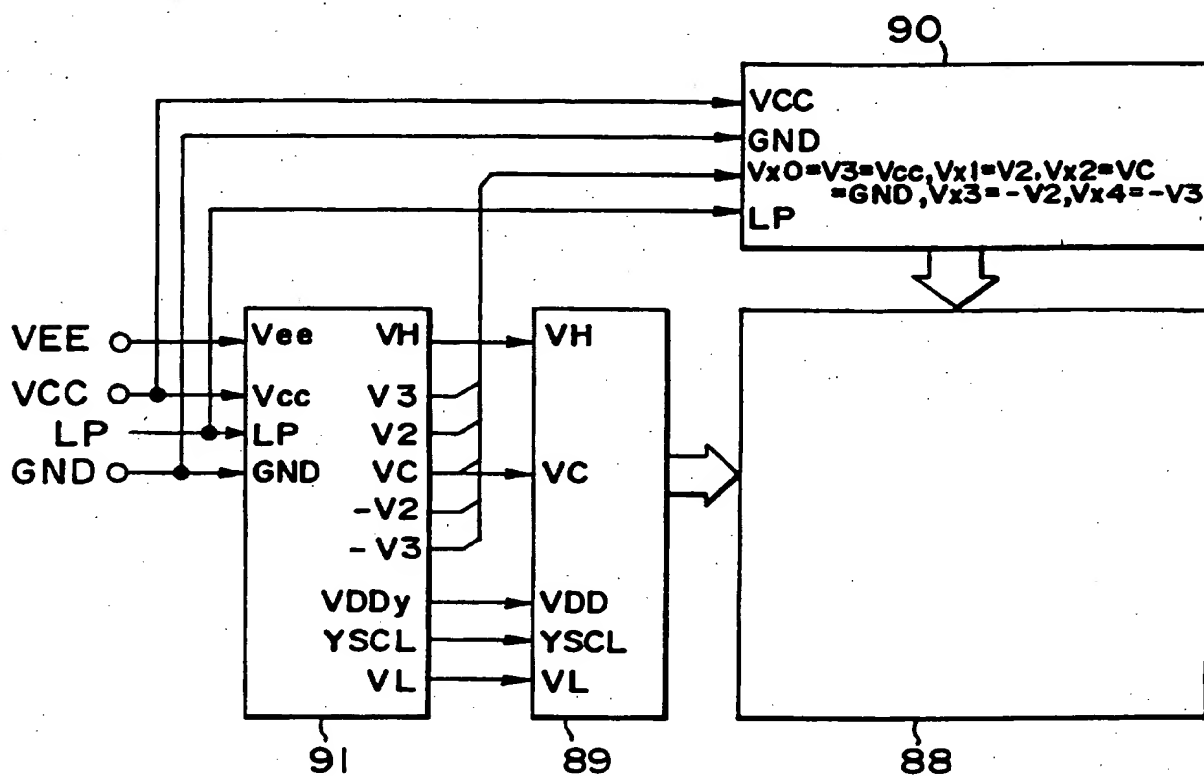 90
VCC
GND
Vx0=V3=Vcc,Vx1=V2,Vx2=VC
=GND,Vx3=-V2,Vx4=-V3
LP
VEE
VCC
LP
GND
Vee
Vcc
LP
GND
VH
V3
V2
VC
-V2
-V3
VDDy
YSCL
VL
VH
VC
VDD
YSCL
VL
91
89
88